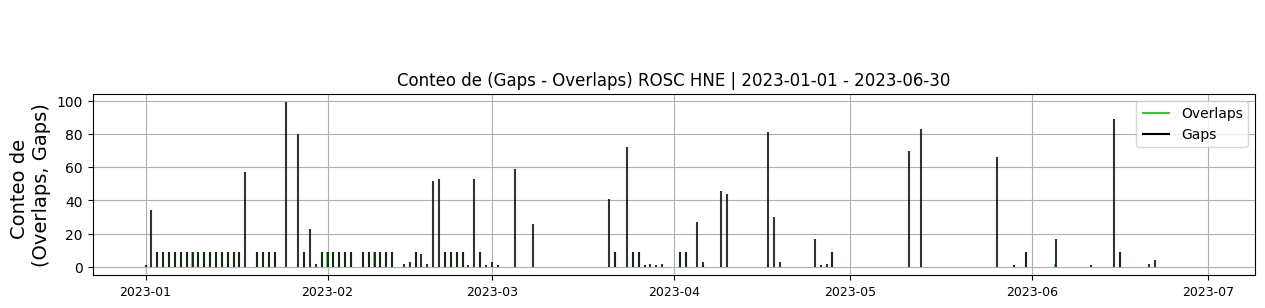 Conteo de (Gaps - Overlaps) ROSC HNE | 2023-01-01 - 2023-06-30
Conteo de
(Overlaps, Gaps)
100
80
60
40
20
0
Overlaps
Gaps
2023-01
2023-02
2023-03
2023-04
2023-05
2023-06
2023-07